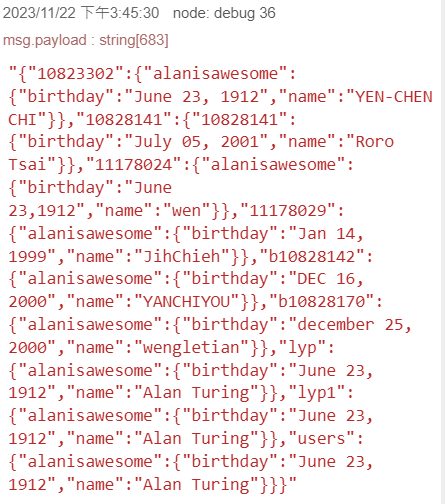 2023/11/22 下午3:45:30 node: debug 36
msg.payload : string[683]
"{"10823302":{"alanisawesome":
{"birthday":"June 23, 1912","name":"YEN-CHEN
CHI"}},"10828141":{"10828141":
{"birthday":"July 05, 2001","name":"Roro
Tsai"}},"11178024":{"alanisawesome":
{"birthday":"June
23,1912","name":"wen"}},"11178029":
{"alanisawesome":{"birthday":"Jan 14,
1999","name":"JihChieh"}},"b10828142":
{"alanisawesome":{"birthday":"DEC 16,
2000","name":"YANCHIYOU"}},"b10828170":
{"alanisawesome":{"birthday":"december 25,
2000","name":"wengletian"}},"lyp":
{"alanisawesome":{"birthday":"June 23,
1912","name":"Alan Turing"}},"lyp1":
{"alanisawesome":{"birthday":"June 23,
1912","name":"Alan Turing"}},"users":
{"alanisawesome":{"birthday":"June 23,
1912","name":"Alan Turing"}}}"